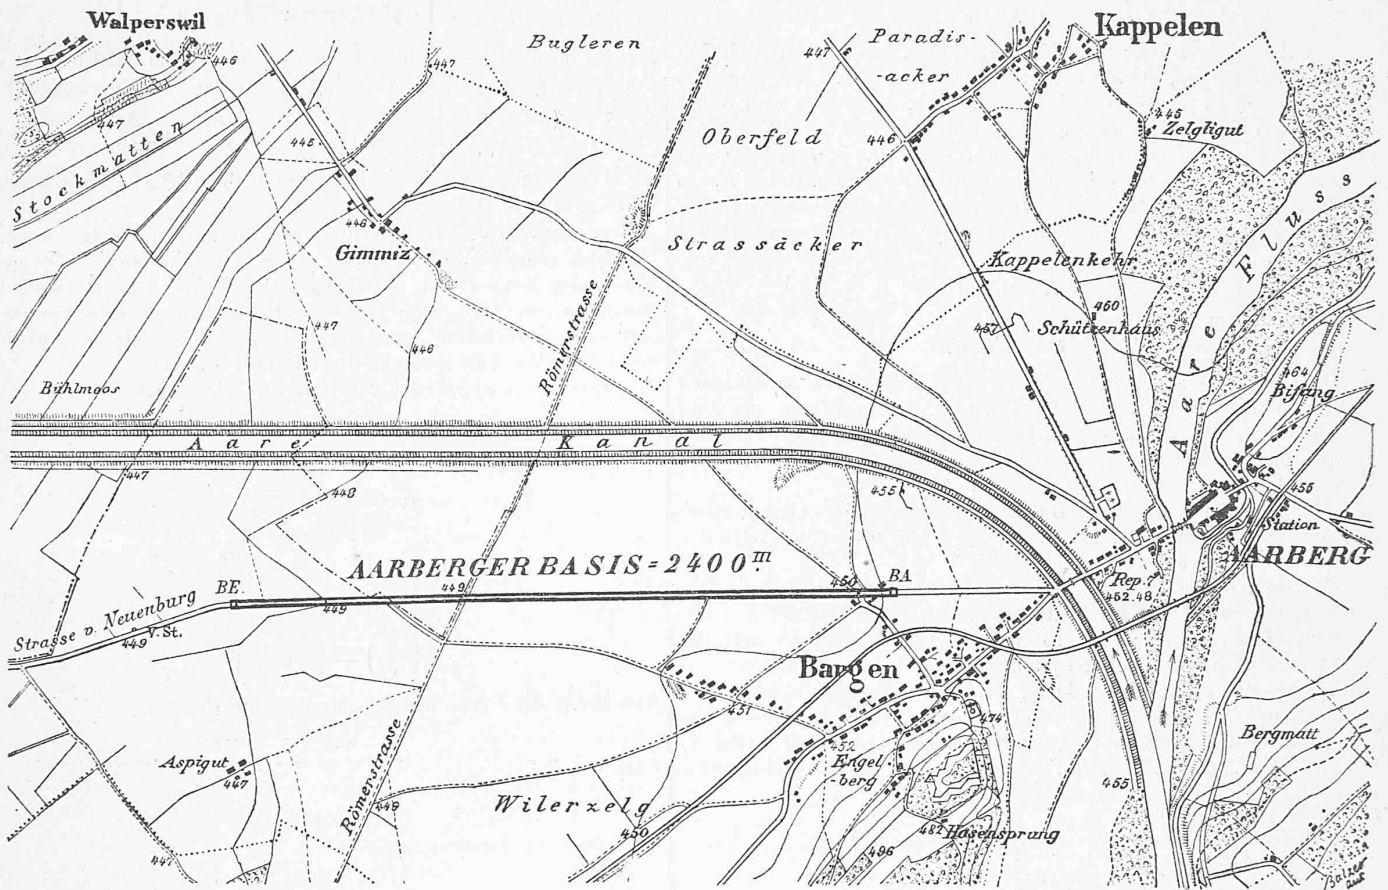 Walperswil
Kappelen
Bugleren
Paradis-
-acker
446
447
447
445
447
Oberfeld
446
Zelgligut
Stockmatten
445
446
Gimmiz
Strassäcker
Aare Fluss
Kappelenkehr
460
Schützenhaus
457
447
446
Römerstrasse
464
Bifang
Bühlmoos
Aare Kanal
447
448
455
455
Station
AARBERG
AARBERGER BASIS = 2400 m.
BE.
449
449
450
BA
Rep.
452.48
Strasse v. Neuenburg
449
V. St.
Bargen
451
474
452
Engel
-berg
Bergmatt
Aspigut
447
Römerstrasse
449
Wilerzelg
450
455
482
Hasensprung
496
447